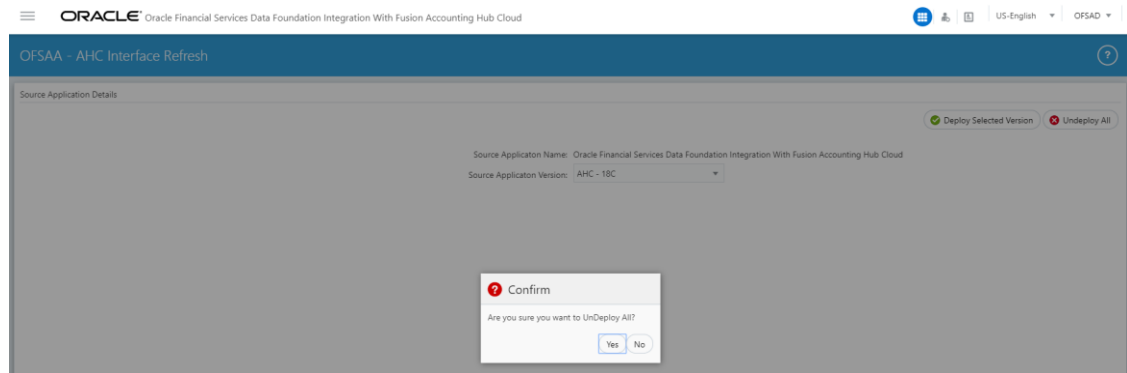 ORACLE Oracle Financial Services Data Foundation Integration With Fusion Accounting Hub Cloud US-English OFSAD
OFSAA - AHC Interface Refresh ?
Source Application Details
Deploy Selected Version Undeploy All
Source Applicaton Name: Oracle Financial Services Data Foundation Integration With Fusion Accounting Hub Cloud
Source Applicaton Version: AHC - 18C
? Confirm
Are you sure you want to UnDeploy All?
Yes No